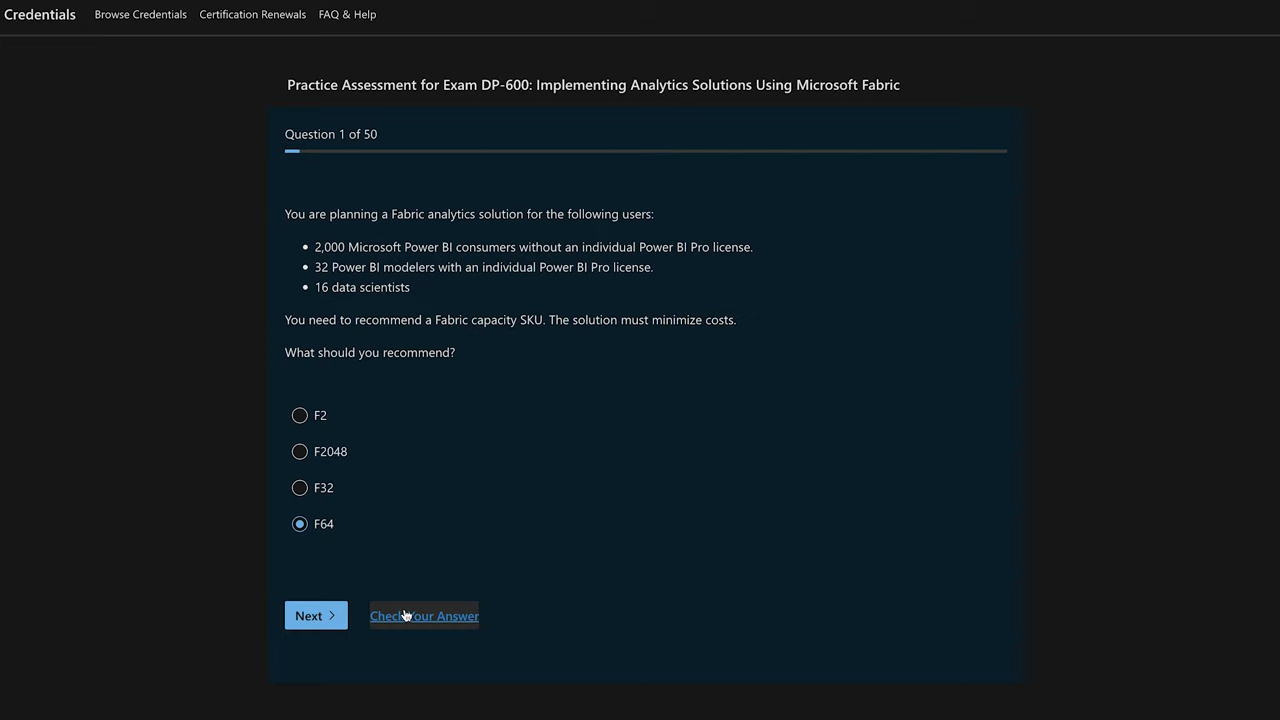 Credentials Browse Credentials Certification Renewals FAQ & Help
Practice Assessment for Exam DP-600: Implementing Analytics Solutions Using Microsoft Fabric
Question 1 of 50
You are planning a Fabric analytics solution for the following users:
• 2,000 Microsoft Power BI consumers without an individual Power BI Pro license.
• 32 Power BI modelers with an individual Power BI Pro license.
• 16 data scientists
You need to recommend a Fabric capacity SKU. The solution must minimize costs.
What should you recommend?
F2
F2048
F32
F64
Next > Check Your Answer